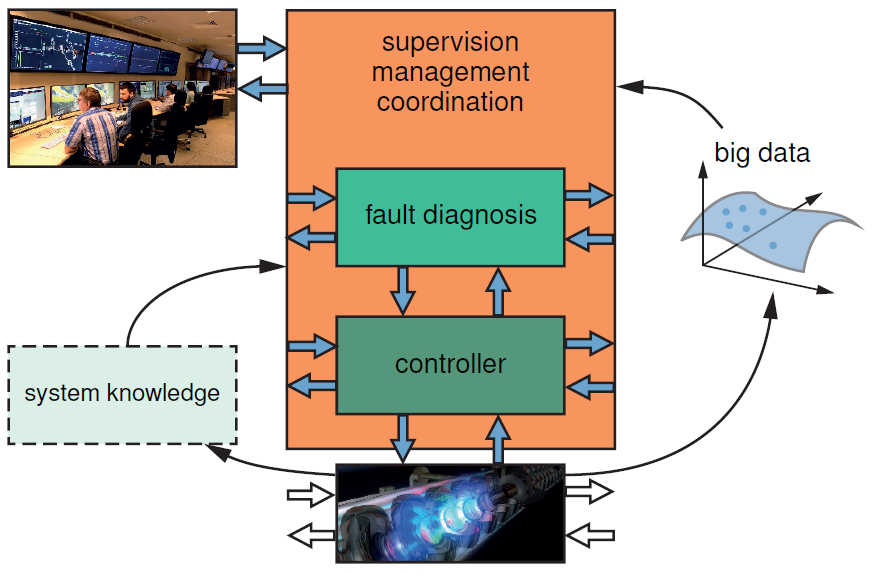 supervision
management
coordination
big data
fault diagnosis
controller
system knowledge